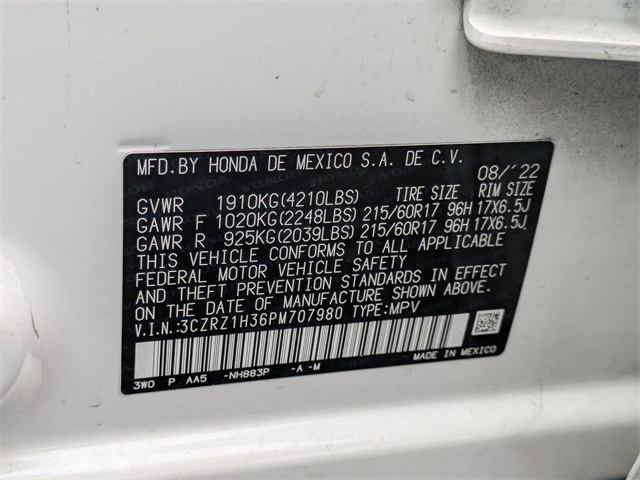 MFD.BY HONDA DE MEXICO S.A. DE C.V. 08/'22
GVWR 1910KG(4210LBS) TIRE SIZE RIM SIZE
GAWR F 1020KG(2248LBS) 215/60R17 96H 17X6.5J
GAWR R 925KG(2039LBS) 215/60R17 96H 17X6.5J
THIS VEHICLE CONFORMS TO ALL APPLICABLE
FEDERAL MOTOR VEHICLE SAFETY
AND THEFT PREVENTION STANDARDS IN EFFECT
ON THE DATE OF MANUFACTURE SHOWN ABOVE.
V.I.N.:3CZRZ1H36PM707980 TYPE:MPV
MADE IN MEXICO
3W0 P AA5 -NH883P -A -M